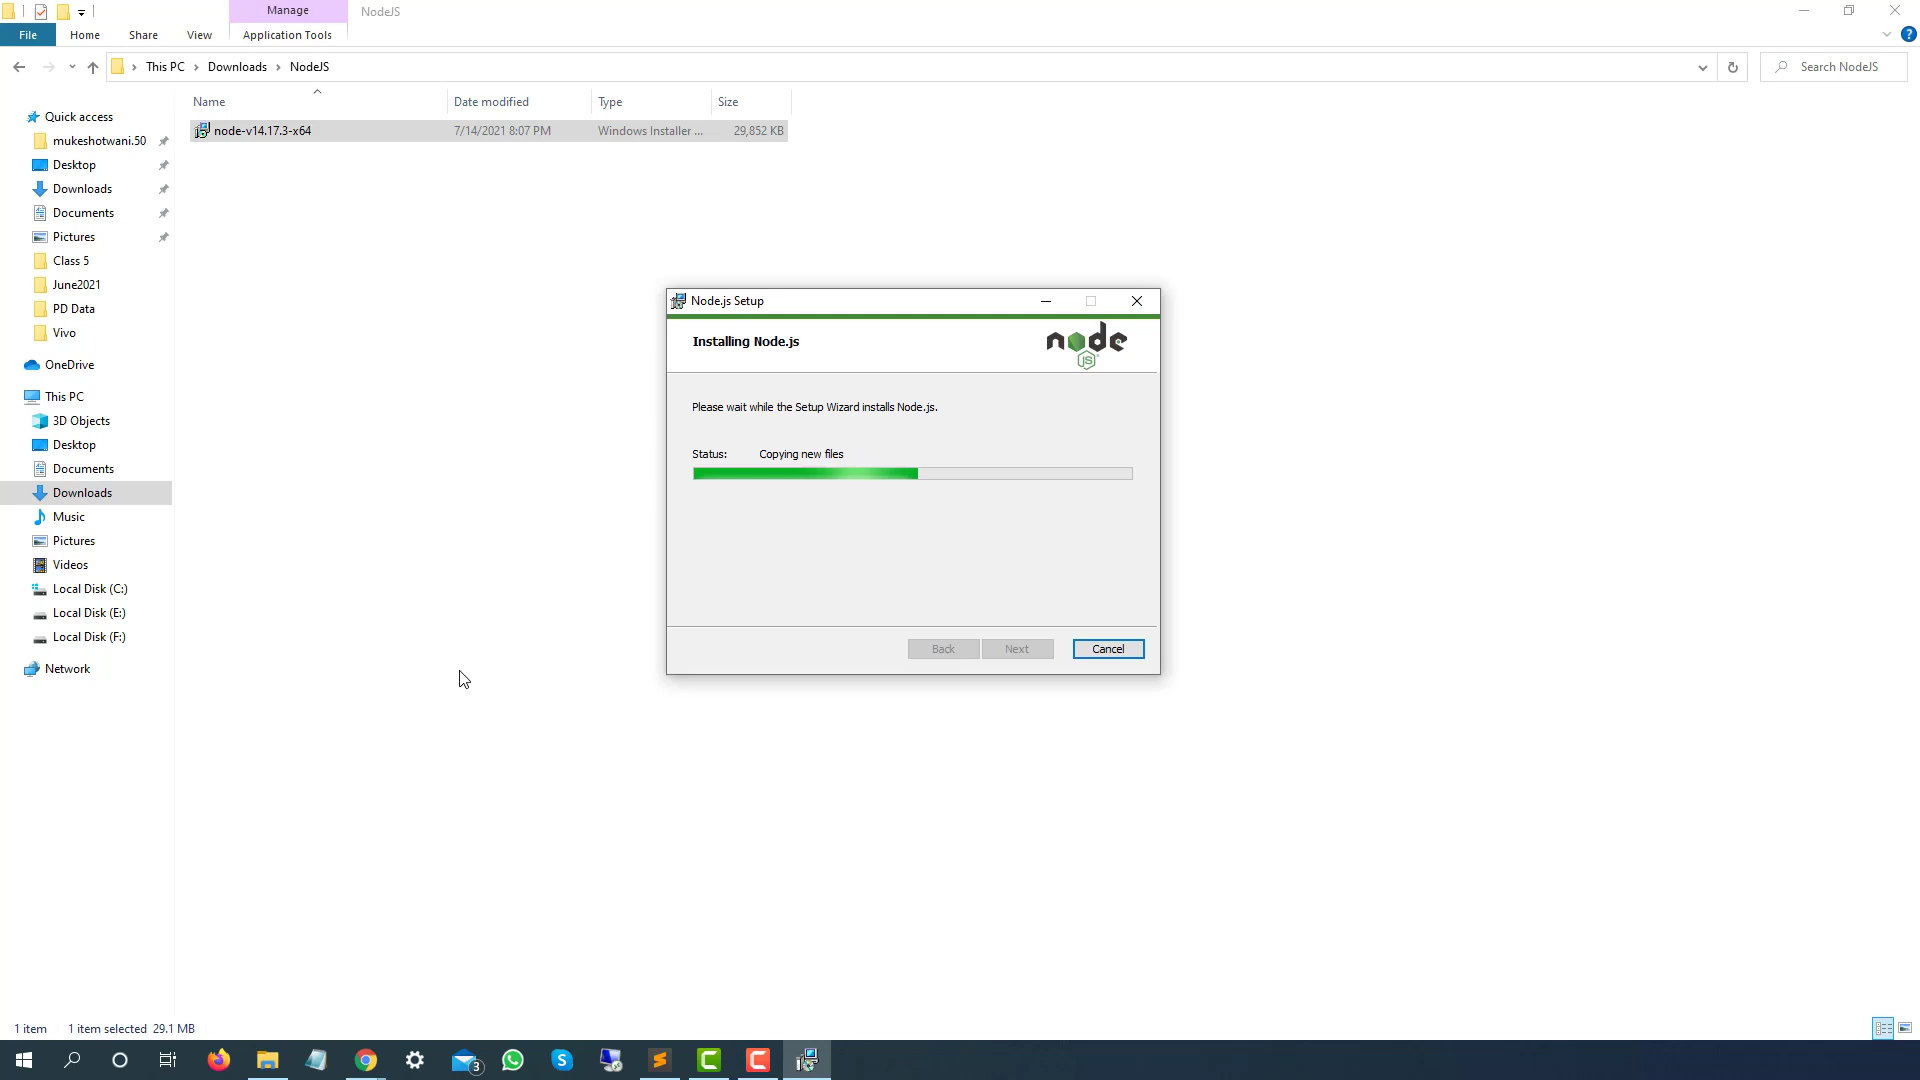 Manage
NodeJS
File
Home
Share
View
Application Tools
This PC
Downloads
NodeJS
Search NodeJS
Name
Date modified
Type
Size
node-v14.17.3-x64
7/14/2021 8:07 PM
Windows Installer ...
29,852 KB
Quick access
mukeshotwani.50
Desktop
Downloads
Documents
Pictures
Class 5
June2021
PD Data
Vivo
OneDrive
This PC
3D Objects
Desktop
Documents
Downloads
Music
Pictures
Videos
Local Disk (C:)
Local Disk (E:)
Local Disk (F:)
Network
Node.js Setup
Installing Node.js
node
JS
Please wait while the Setup Wizard installs Node.js.
Status: Copying new files
Back
Next
Cancel
1 item
1 item selected 29.1 MB
3